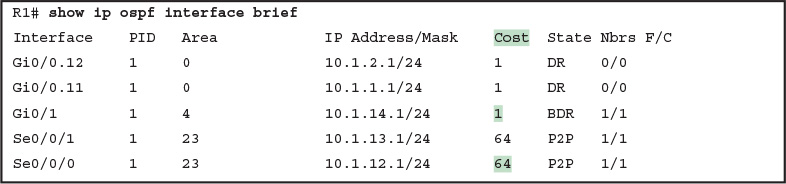 R1# show ip ospf interface brief
Interface PID Area IP Address/Mask Cost State Nbrs F/C
Gi0/0.12 1 0 10.1.2.1/24 1 DR 0/0
Gi0/0.11 1 0 10.1.1.1/24 1 DR 0/0
Gi0/1 1 4 10.1.14.1/24 1 BDR 1/1
Se0/0/1 1 23 10.1.13.1/24 64 P2P 1/1
Se0/0/0 1 23 10.1.12.1/24 64 P2P 1/1